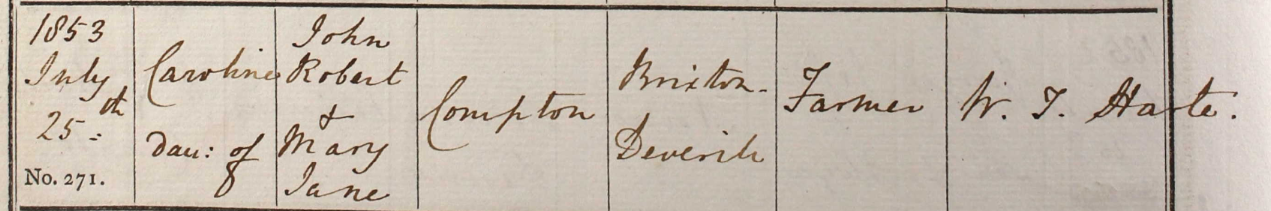 1853
July
25th
No. 271.
Caroline
Dau: of
John
Robert
&
Mary
Jane
Compton
Brixton-
Deverill
Farmer
W. T. Harte.